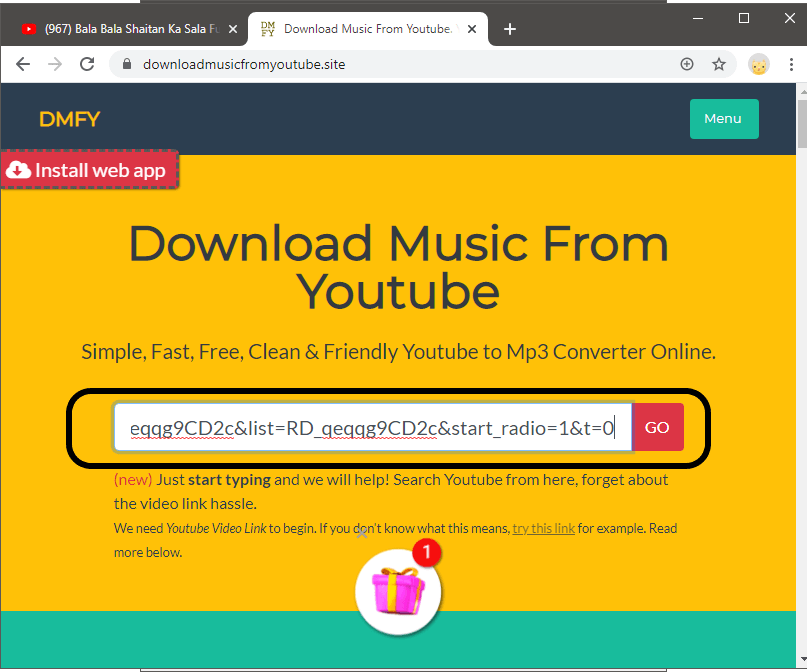 (967) Bala Bala Shaitan Ka Sala Fu
DM
FY
Download Music From Youtube.
downloadmusicfromyoutube.site
DMFY
Menu
Install web app
Download Music From
Youtube
Simple, Fast, Free, Clean & Friendly Youtube to Mp3 Converter Online.
eqqg9CD2c&list=RD_qeqqg9CD2c&start_radio=1&t=0
GO
(new) Just start typing and we will help! Search Youtube from here, forget about
the video link hassle.
We need Youtube Video Link to begin. If you don't know what this means, try this link for example. Read
more below.
1